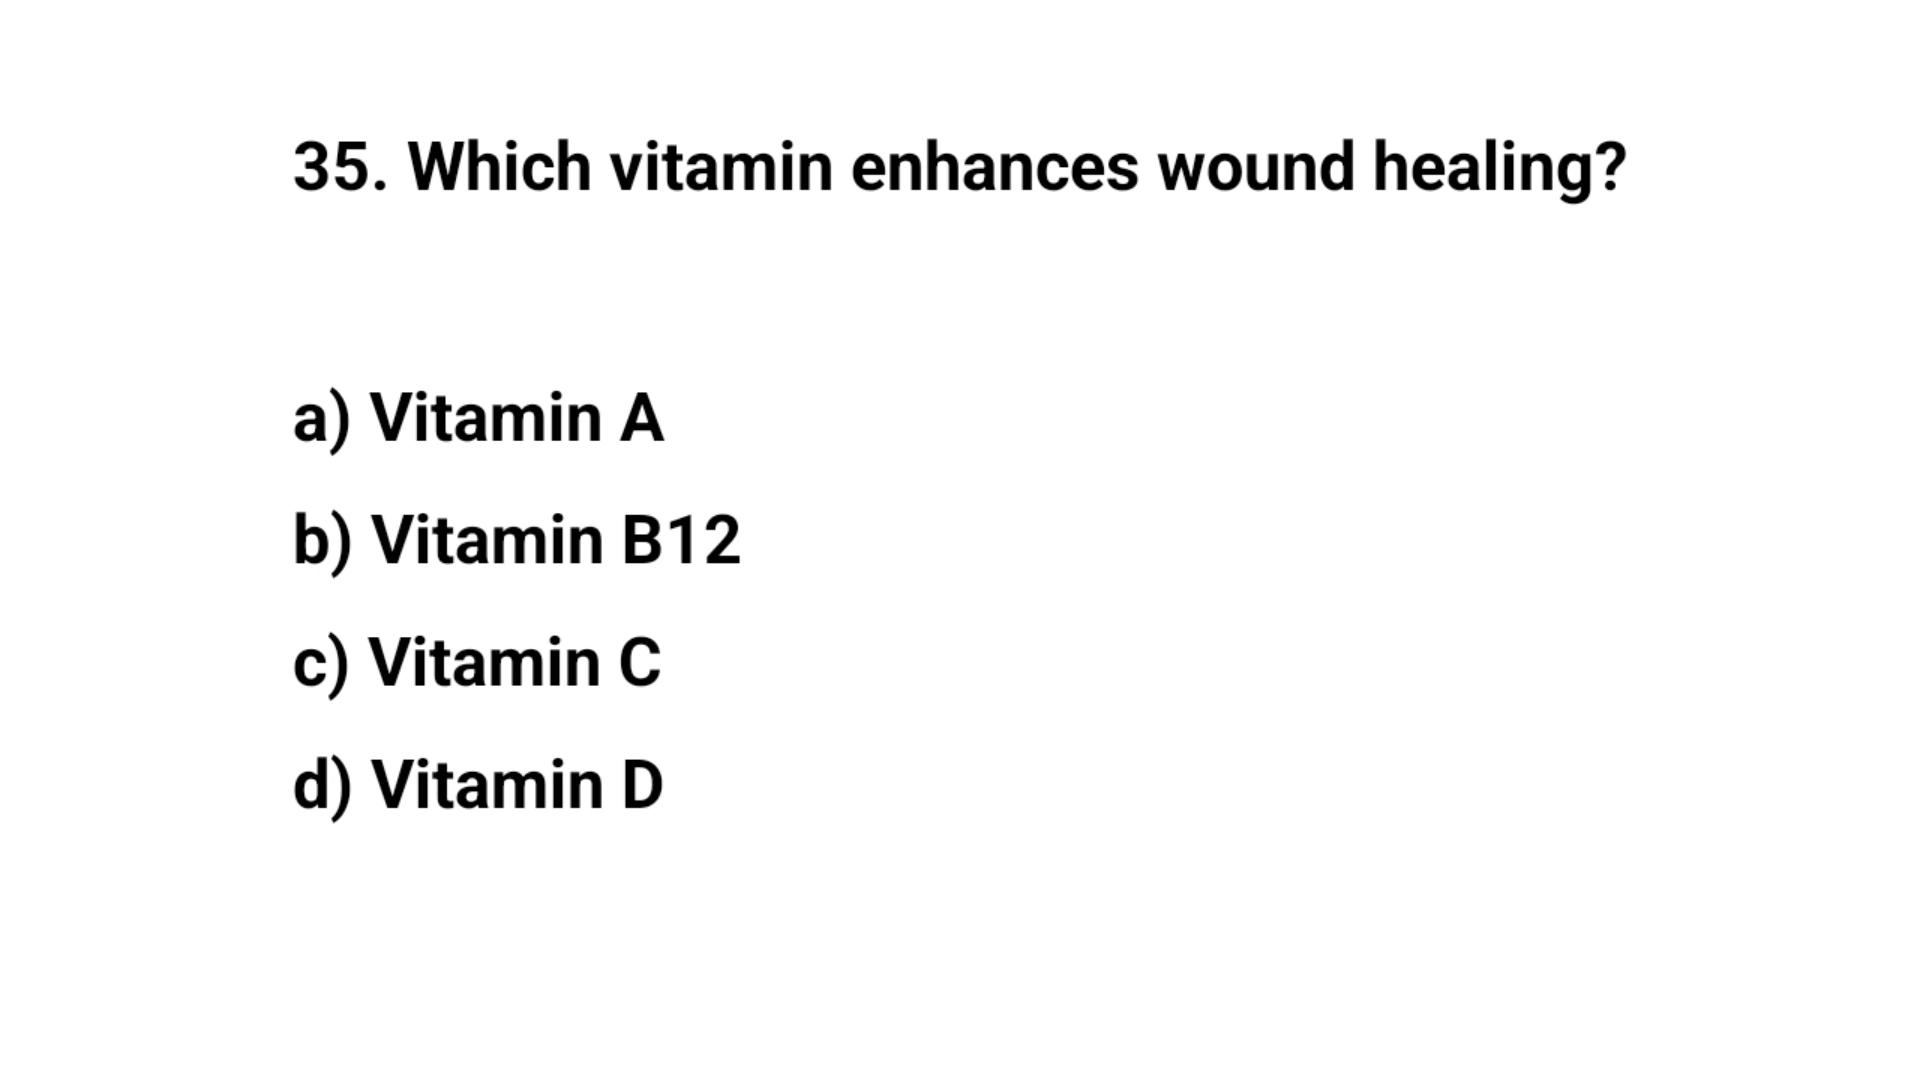 35. Which vitamin enhances wound healing?
a) Vitamin A
b) Vitamin B12
c) Vitamin C
d) Vitamin D